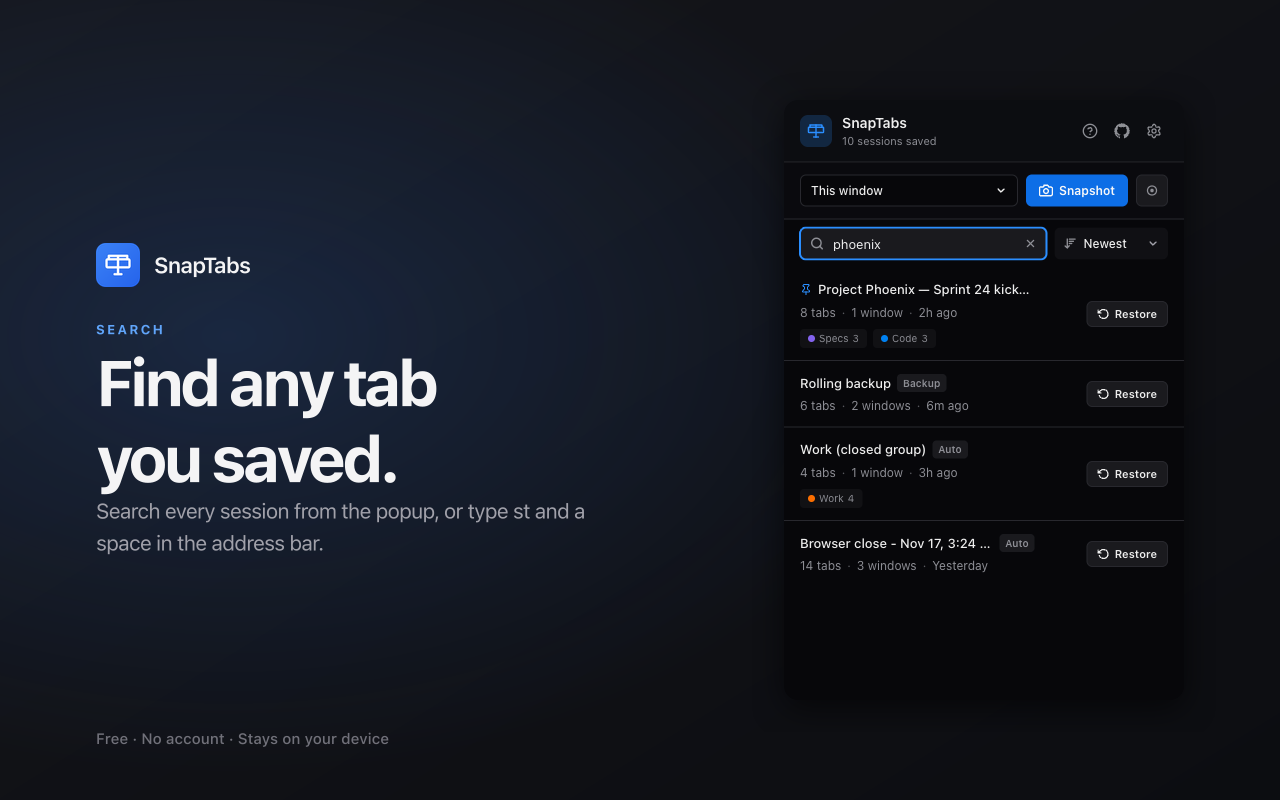 SnapTabs
SEARCH
Find any tab
you saved.
Search every session from the popup, or type st and a
space in the address bar.
Free · No account · Stays on your device
SnapTabs
10 sessions saved
This window
Snapshot
phoenix
Newest
Project Phoenix — Sprint 24 kick...
8 tabs · 1 window · 2h ago
Specs 3 Code 3
Restore
Rolling backup Backup
6 tabs · 2 windows · 6m ago
Restore
Work (closed group) Auto
4 tabs · 1 window · 3h ago
Work 4
Restore
Browser close - Nov 17, 3:24 ... Auto
14 tabs · 3 windows · Yesterday
Restore